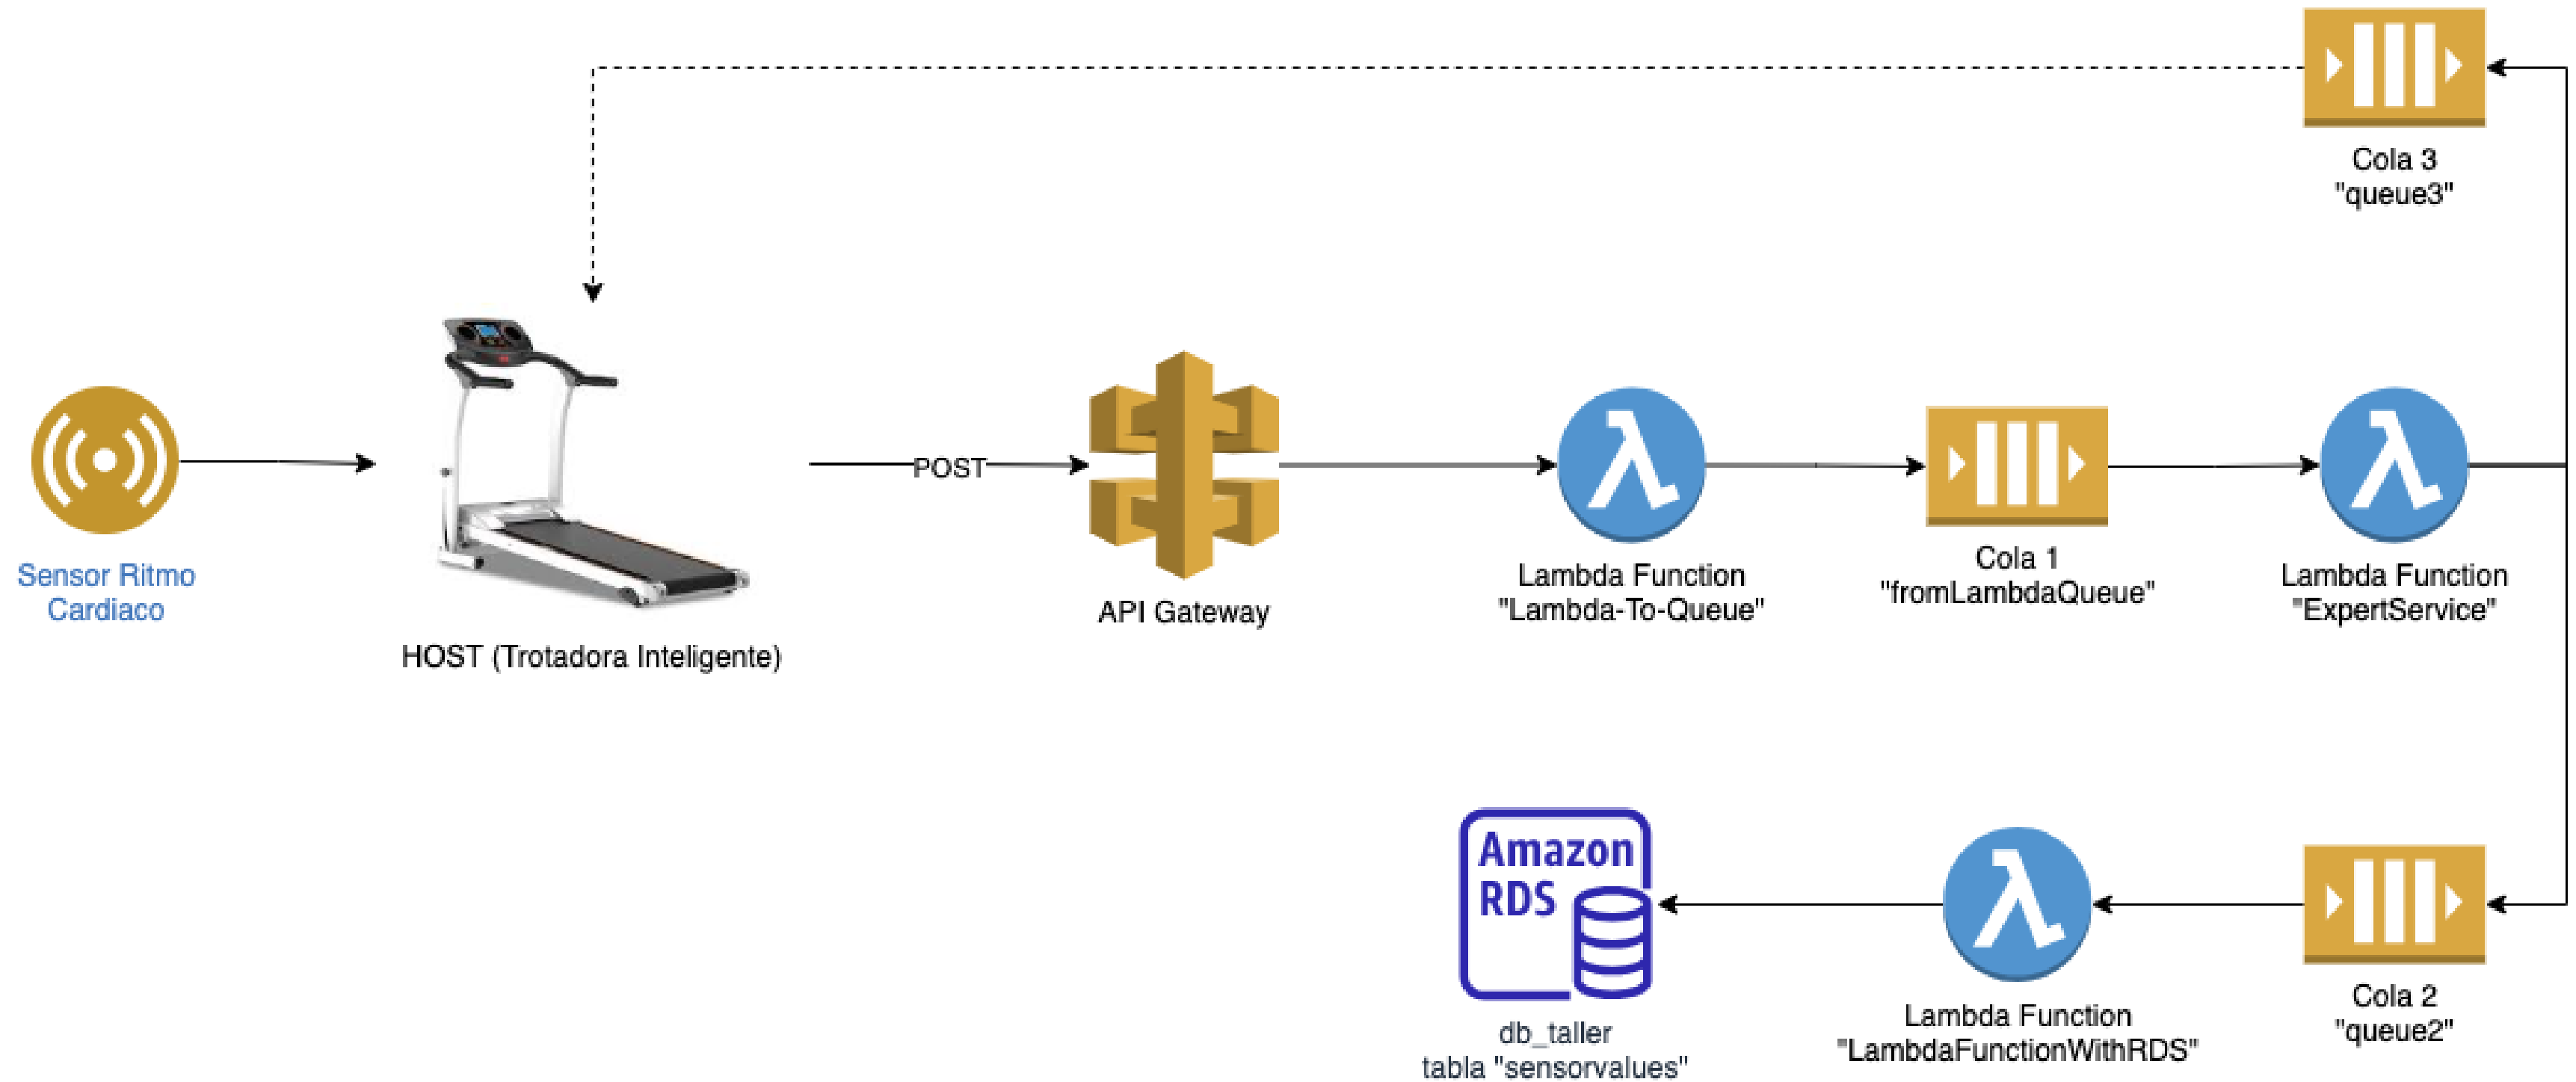 Cola 3
"queue3"
Sensor Ritmo
Cardiaco
HOST (Trotadora Inteligente)
POST
API Gateway
Lambda Function
"Lambda-To-Queue"
Cola 1
"fromLambdaQueue"
Lambda Function
"ExpertService"
Amazon
RDS
db_taller
tabla "sensorvalues"
Lambda Function
"LambdaFunctionWithRDS"
Cola 2
"queue2"